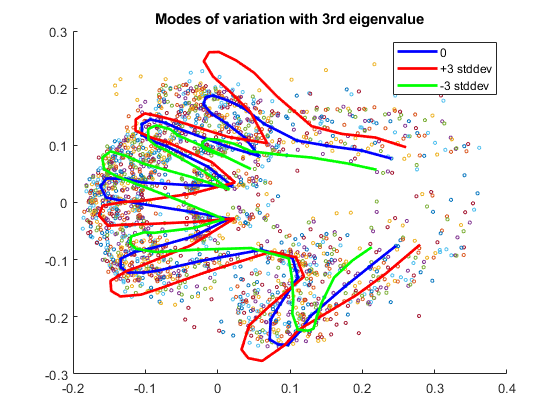 Modes of variation with 3rd eigenvalue
0.3
0
+3 stddev
-3 stddev
0.2
0.1
0
-0.1
-0.2
-0.3
-0.2 -0.1 0 0.1 0.2 0.3 0.4